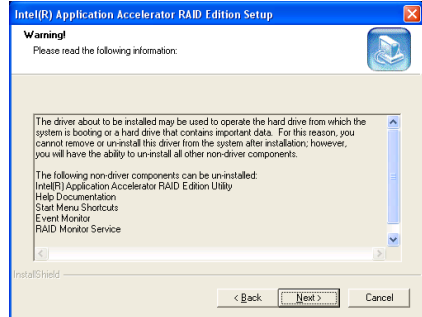 Intel(R) Application Accelerator RAID Edition Setup
Warning!
Please read the following information:
The driver about to be installed may be used to operate the hard drive from which the
system is booting or a hard drive that contains important data. For this reason, you
cannot remove or un-install this driver from the system after installation; however,
you will have the ability to un-install all other non-driver components.
The following non-driver components can be un-installed:
Intel(R) Application Accelerator RAID Edition Utility
Help Documentation
Start Menu Shortcuts
Event Monitor
RAID Monitor Service
InstallShield
< Back Next > Cancel